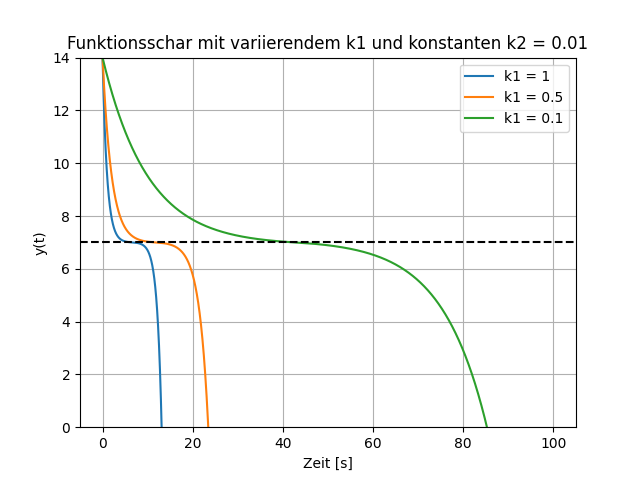 Funktionsschar mit variierendem k1 und konstanten k2 = 0.01
k1 = 1
k1 = 0.5
k1 = 0.1
14
12
10
8
6
4
2
0
y(t)
0 20 40 60 80 100
Zeit [s]